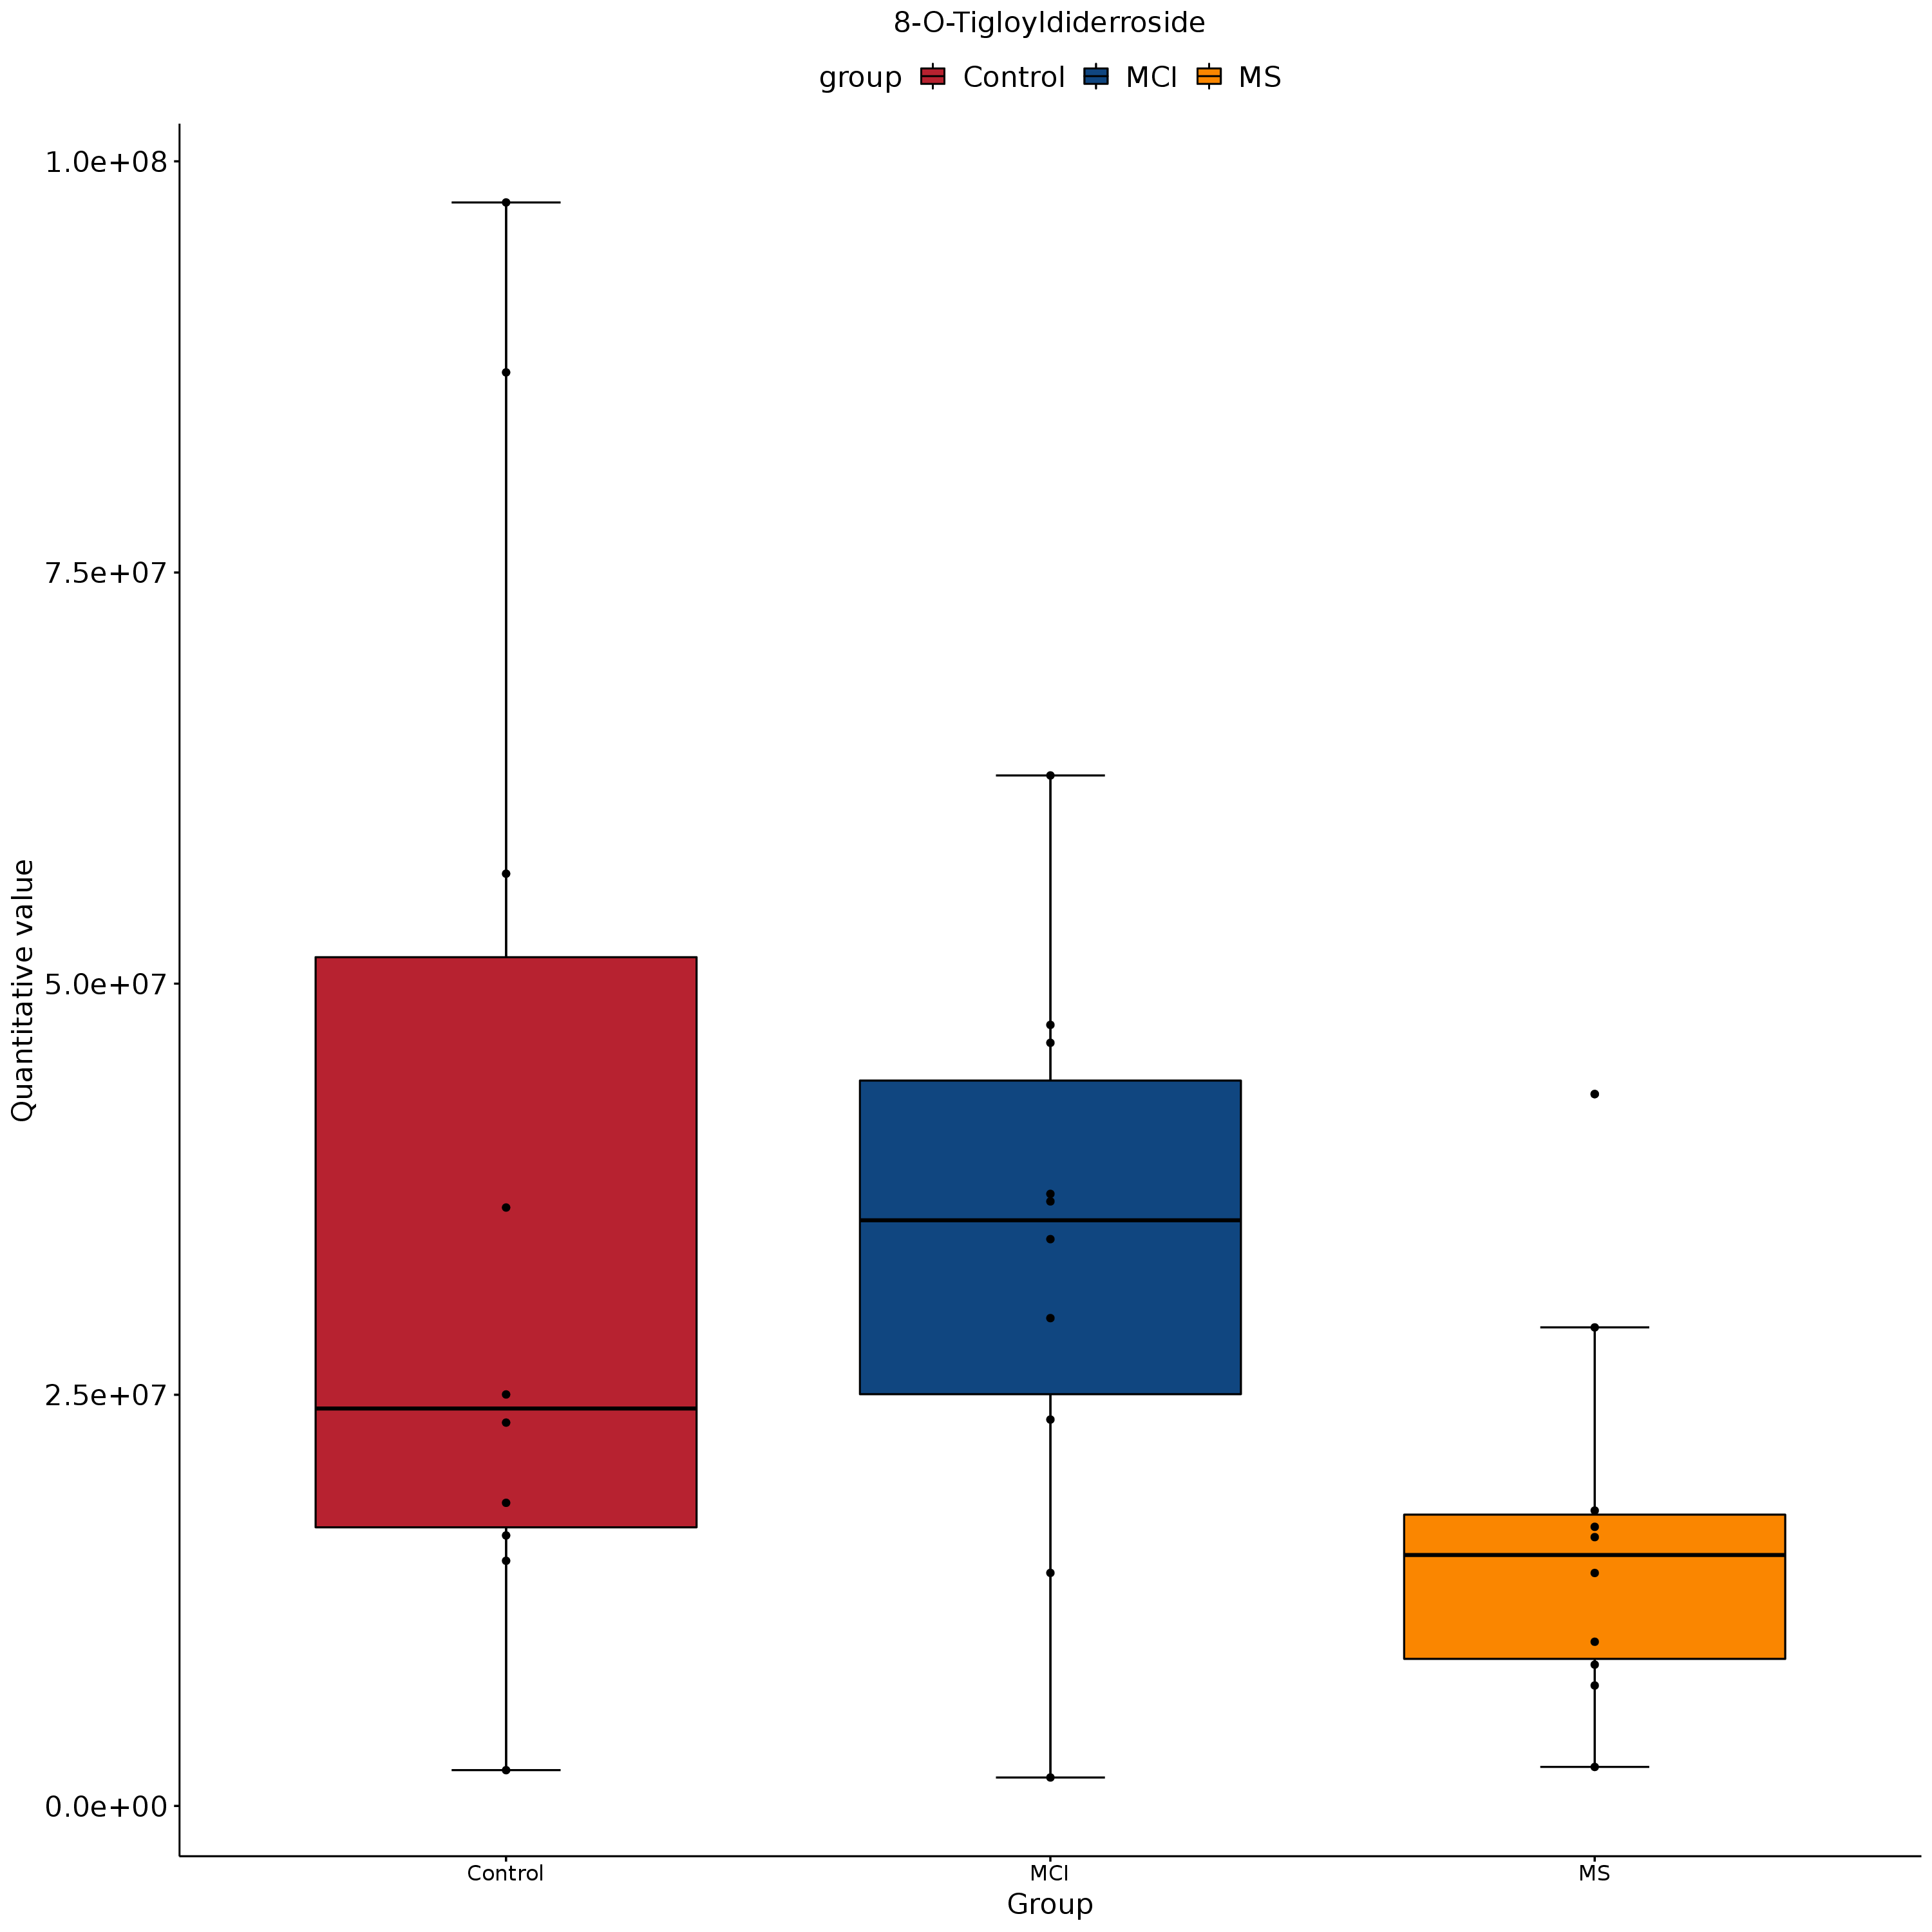 8-O-Tigloyldiderroside
group Control MCI MS
1.0e+08
7.5e+07
5.0e+07
2.5e+07
0.0e+00
Quantitative value
Control MCI MS
Group